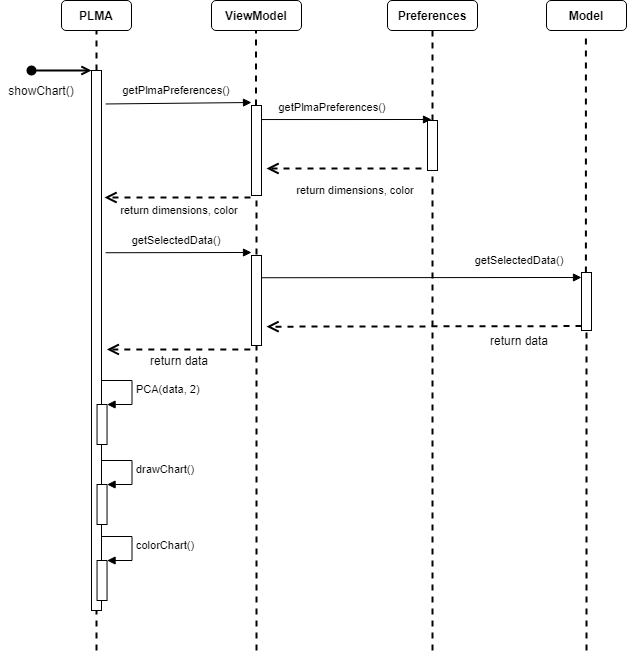 PLMA
ViewModel
Preferences
Model
showChart()
getPlmaPreferences()
getPlmaPreferences()
return dimensions, color
return dimensions, color
getSelectedData()
getSelectedData()
return data
return data
PCA(data, 2)
drawChart()
colorChart()